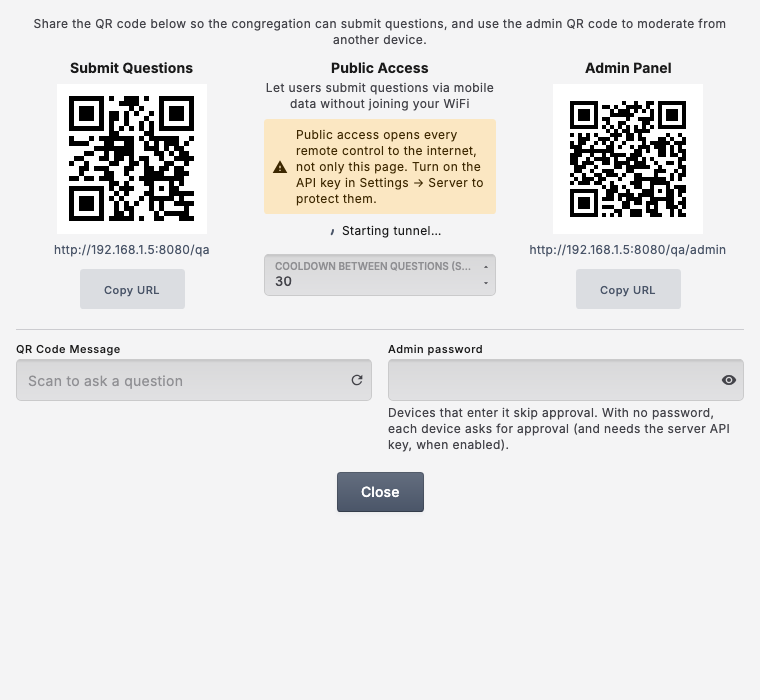 Share the QR code below so the congregation can submit questions, and use the admin QR code to moderate from
another device.
Submit Questions
http://192.168.1.5:8080/qa
Copy URL
Public Access
Let users submit questions via mobile
data without joining your WiFi
Public access opens every
remote control to the internet,
not only this page. Turn on the
API key in Settings → Server to
protect them.
Starting tunnel...
COOLDOWN BETWEEN QUESTIONS (S...
30
Admin Panel
http://192.168.1.5:8080/qa/admin
Copy URL
QR Code Message
Scan to ask a question
Admin password
Devices that enter it skip approval. With no password,
each device asks for approval (and needs the server API
key, when enabled).
Close